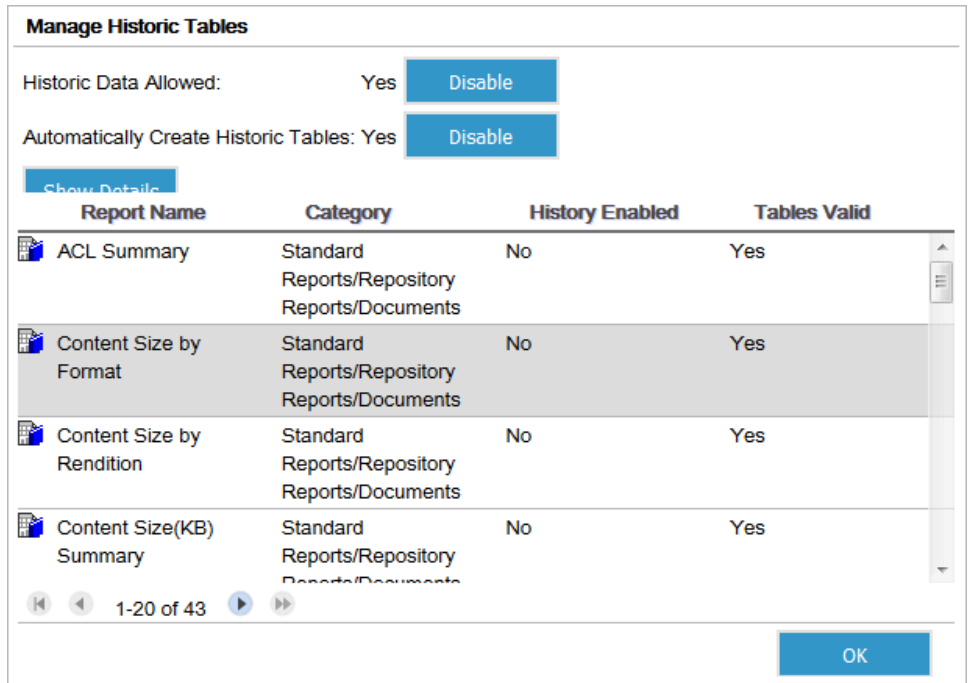 Manage Historic Tables
Historic Data Allowed: Yes Disable
Automatically Create Historic Tables: Yes Disable
Show Details
Report Name Category History Enabled Tables Valid
ACL Summary Standard No Yes
Reports/Repository
Reports/Documents
Content Size by Standard No Yes
Format Reports/Repository
Reports/Documents
Content Size by Standard No Yes
Rendition Reports/Repository
Reports/Documents
Content Size(KB) Standard No Yes
Summary Reports/Repository
Reports/Documents
1-20 of 43
OK